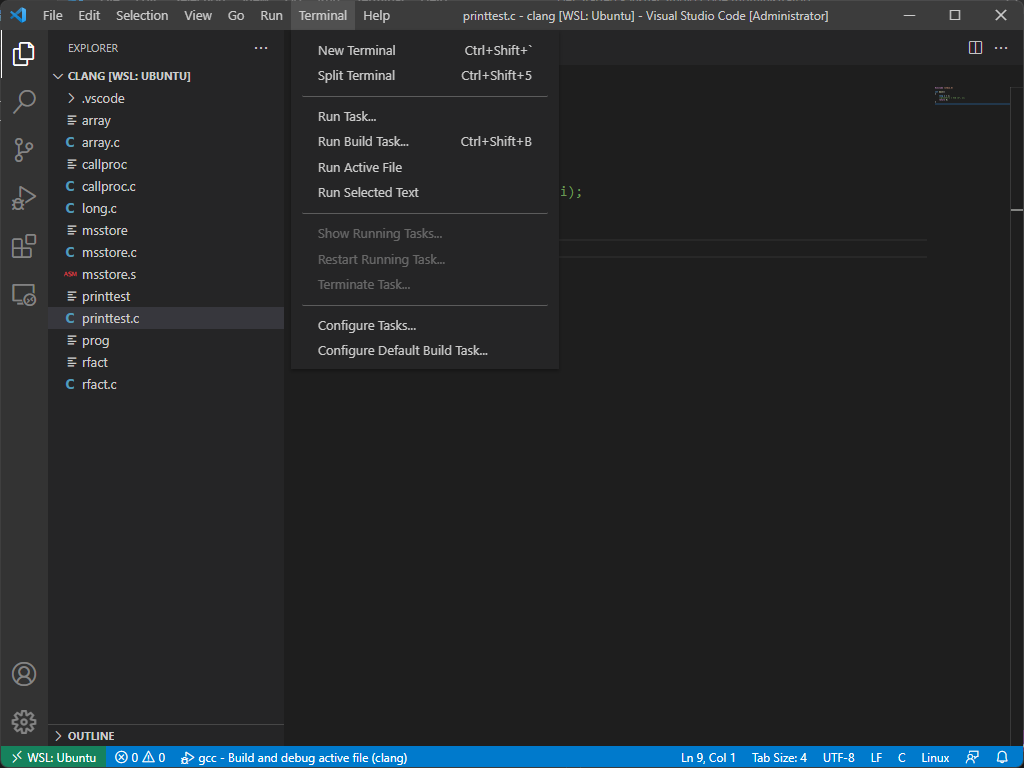 File Edit Selection View Go Run Terminal Help printtest.c - clang [WSL: Ubuntu] - Visual Studio Code [Administrator]
EXPLORER
CLANG [WSL: UBUNTU]
.vscode
array
array.c
callproc
callproc.c
long.c
msstore
msstore.c
ASM msstore.s
printtest
printtest.c
prog
rfact
rfact.c
OUTLINE
New Terminal Ctrl+Shift+`
Split Terminal Ctrl+Shift+5
Run Task...
Run Build Task... Ctrl+Shift+B
Run Active File
Run Selected Text
Show Running Tasks...
Restart Running Task...
Terminate Task...
Configure Tasks...
Configure Default Build Task...
i);
WSL: Ubuntu 0 0 gcc - Build and debug active file (clang) Ln 9, Col 1 Tab Size: 4 UTF-8 LF C Linux